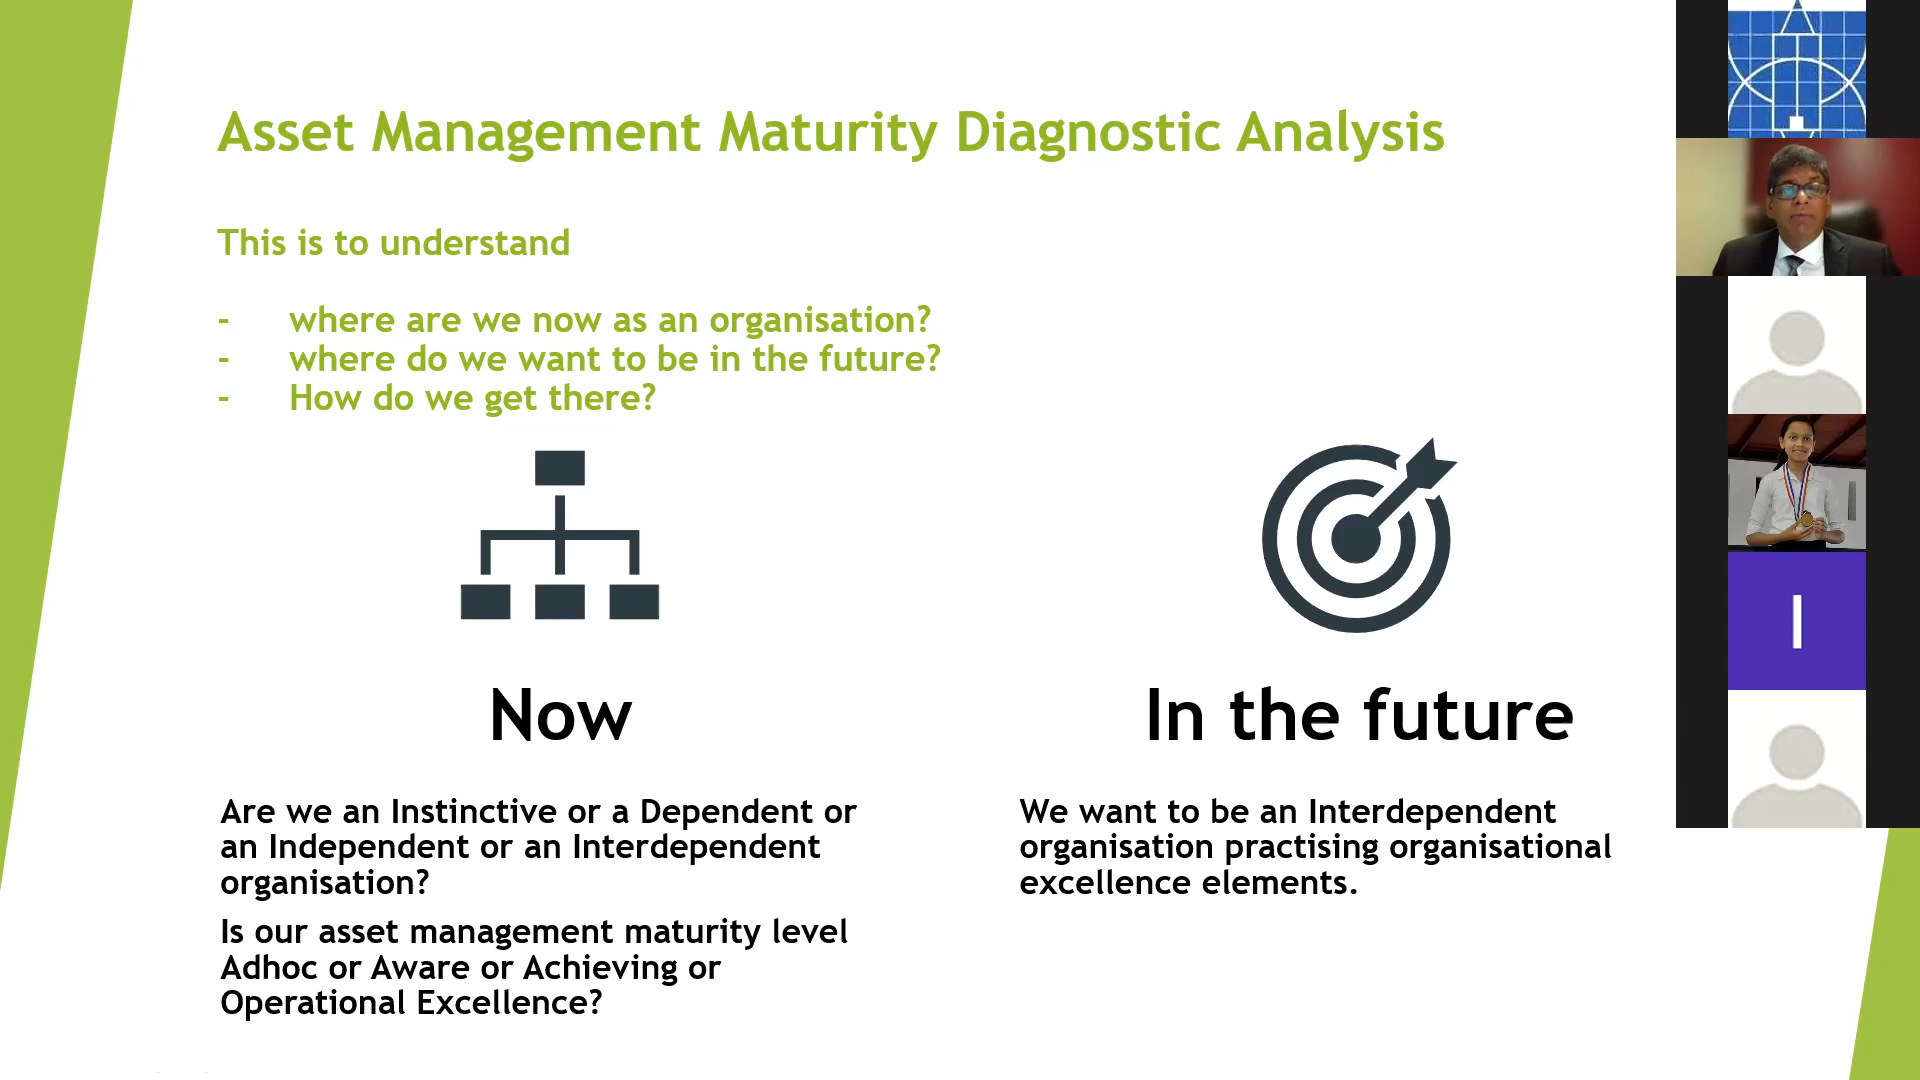 Asset Management Maturity Diagnostic Analysis
This is to understand
- where are we now as an organisation?
- where do we want to be in the future?
- How do we get there?
Now
Are we an Instinctive or a Dependent or
an Independent or an Interdependent
organisation?
Is our asset management maturity level
Adhoc or Aware or Achieving or
Operational Excellence?
In the future
We want to be an Interdependent
organisation practising organisational
excellence elements.
I